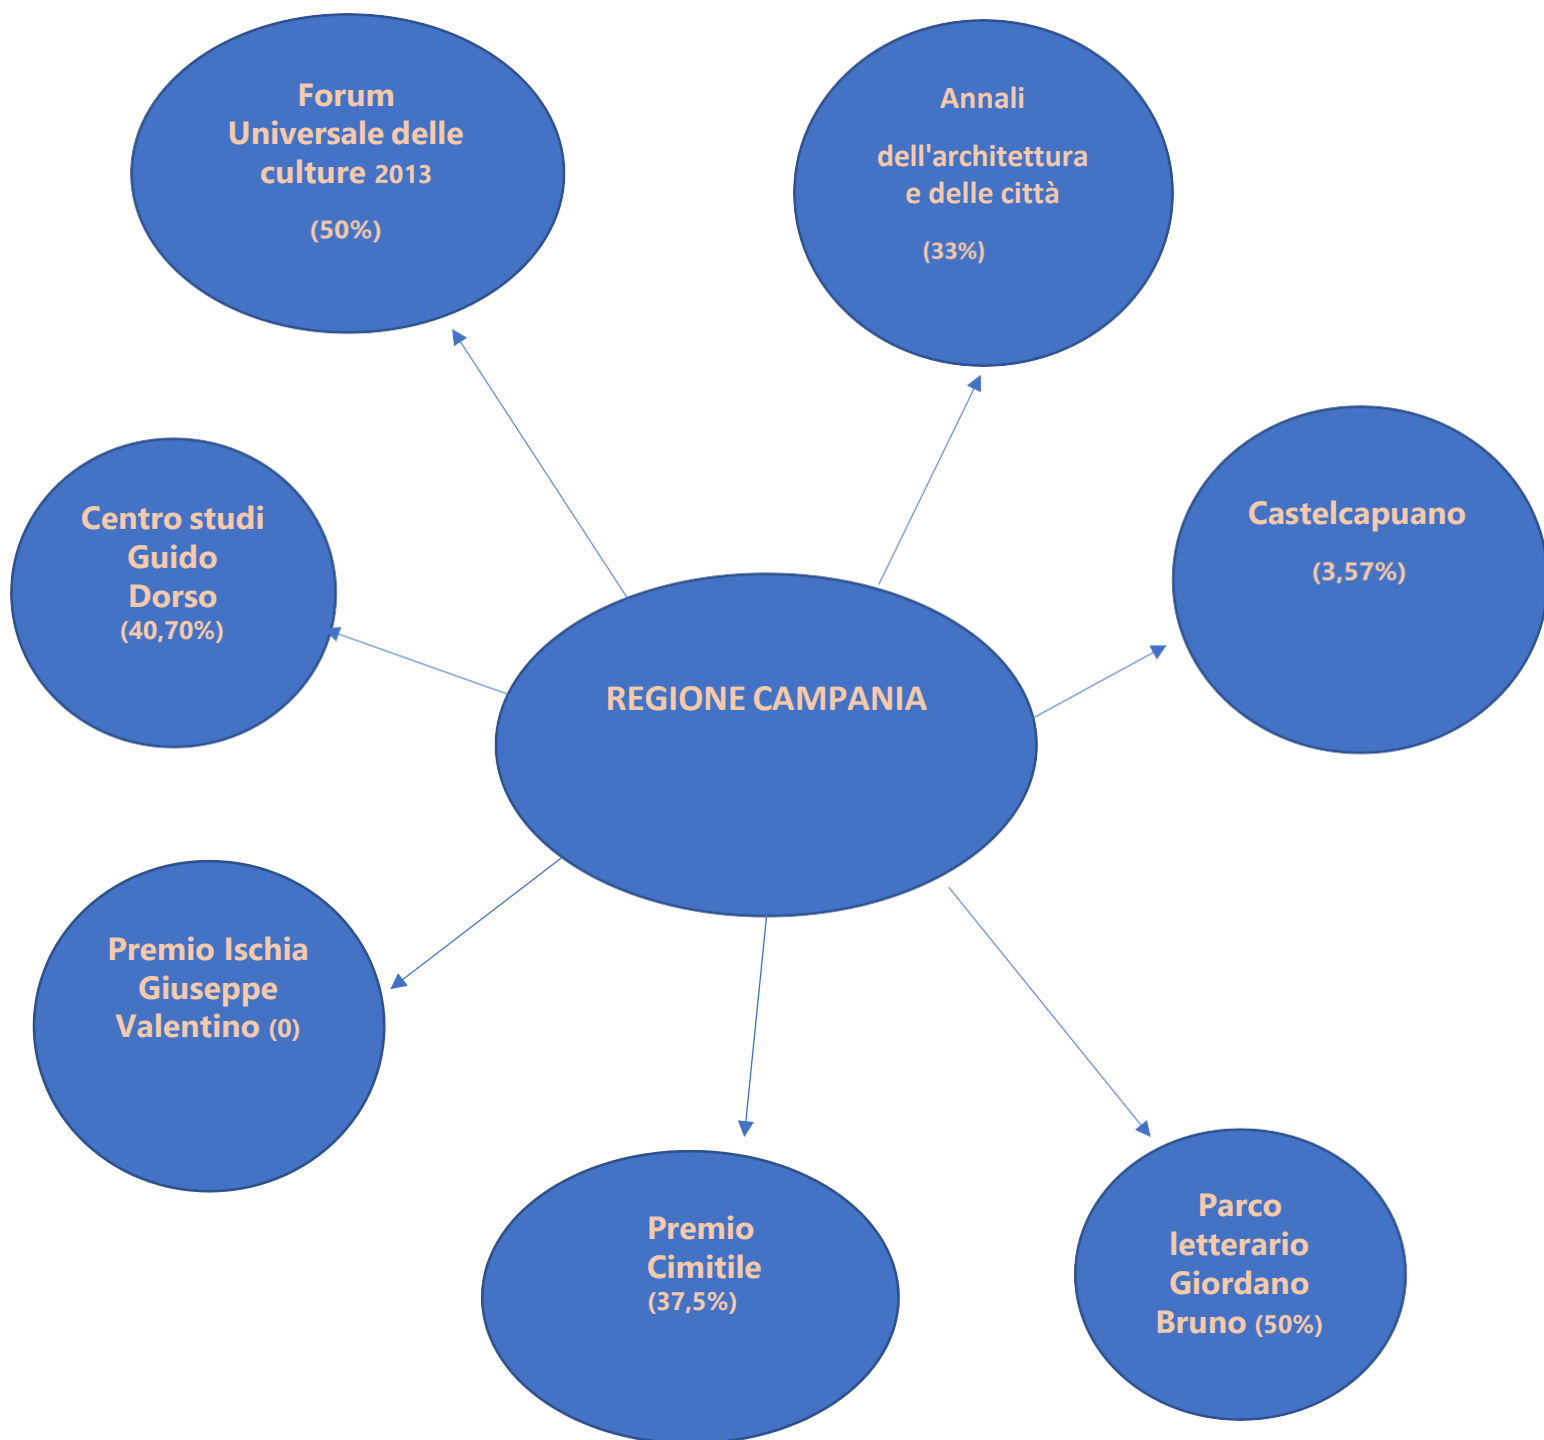 Forum
Universale delle
culture 2013
(50%)
Annali
dell'architettura
e delle città
(33%)
Centro studi
Guido
Dorso
(40,70%)
Castelcapuano
(3,57%)
REGIONE CAMPANIA
Premio Ischia
Giuseppe
Valentino (0)
Premio
Cimitile
(37,5%)
Parco
letterario
Giordano
Bruno (50%)